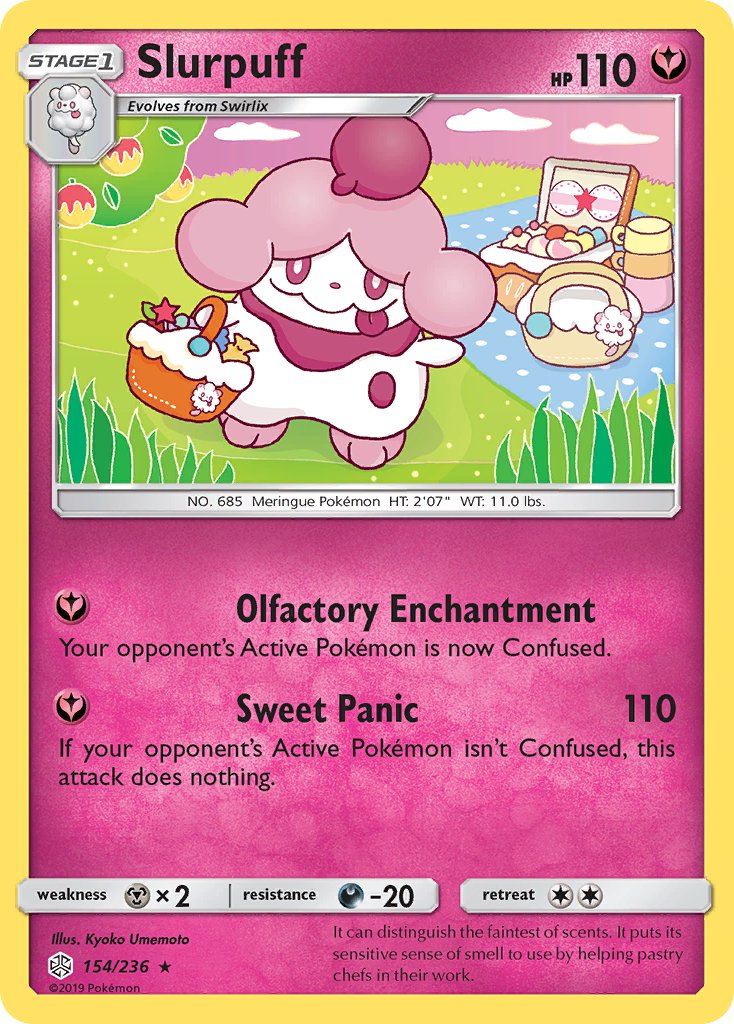 STAGE1
Slurpuff
HP 110
Evolves from Swirlix
NO. 685 Meringue Pokémon HT: 2'07" WT: 11.0 lbs.
Olfactory Enchantment
Your opponent's Active Pokémon is now Confused.
Sweet Panic 110
If your opponent's Active Pokémon isn't Confused, this
attack does nothing.
weakness ×2 resistance -20 retreat
Illus. Kyoko Umemoto
154/236 ★
©2019 Pokémon
It can distinguish the faintest of scents. It puts its
sensitive sense of smell to use by helping pastry
chefs in their work.